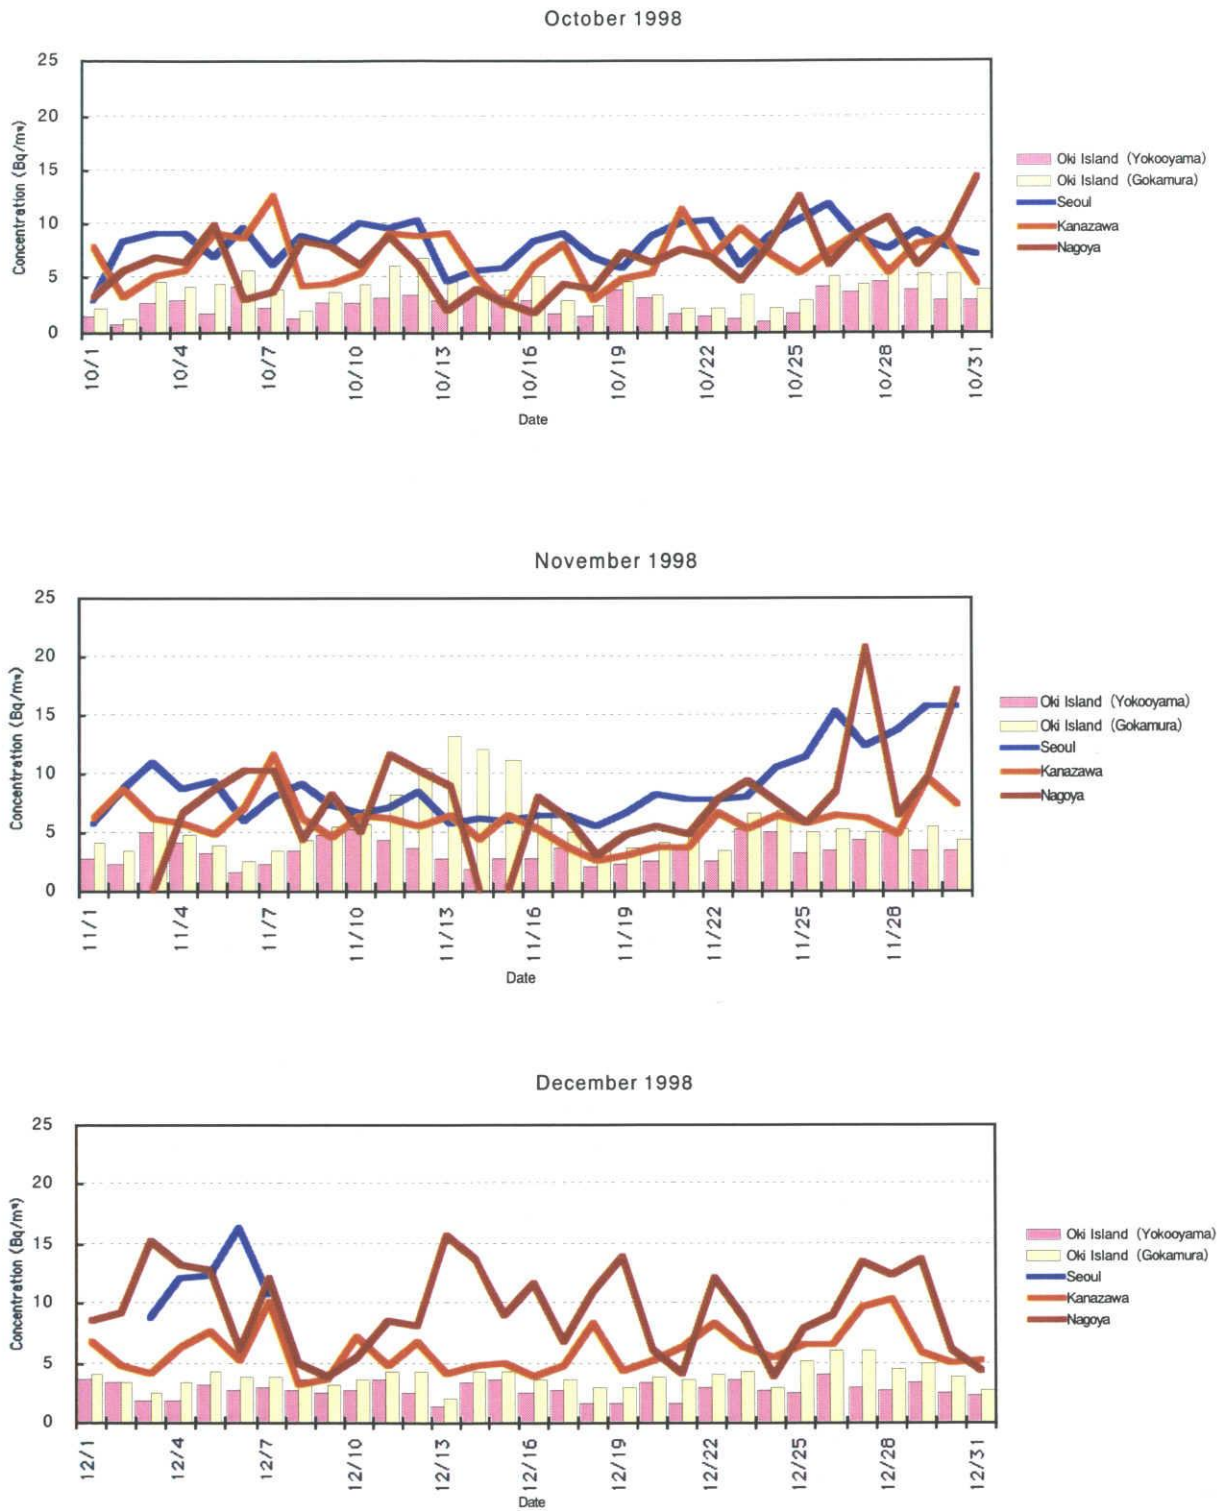 October 1998
25
20
15
10
5
0
Concentration (Bq/m³)
10/1
10/4
10/7
10/10
10/13
10/16
10/19
10/22
10/25
10/28
10/31
Date
Oki Island (Yokooyama)
Oki Island (Gokamura)
Seoul
Kanazawa
Nagoya
November 1998
25
20
15
10
5
0
Concentration (Bq/m³)
11/1
11/4
11/7
11/10
11/13
11/16
11/19
11/22
11/25
11/28
Date
Oki Island (Yokooyama)
Oki Island (Gokamura)
Seoul
Kanazawa
Nagoya
December 1998
25
20
15
10
5
0
Concentration (Bq/m³)
12/1
12/4
12/7
12/10
12/13
12/16
12/19
12/22
12/25
12/28
12/31
Date
Oki Island (Yokooyama)
Oki Island (Gokamura)
Seoul
Kanazawa
Nagoya